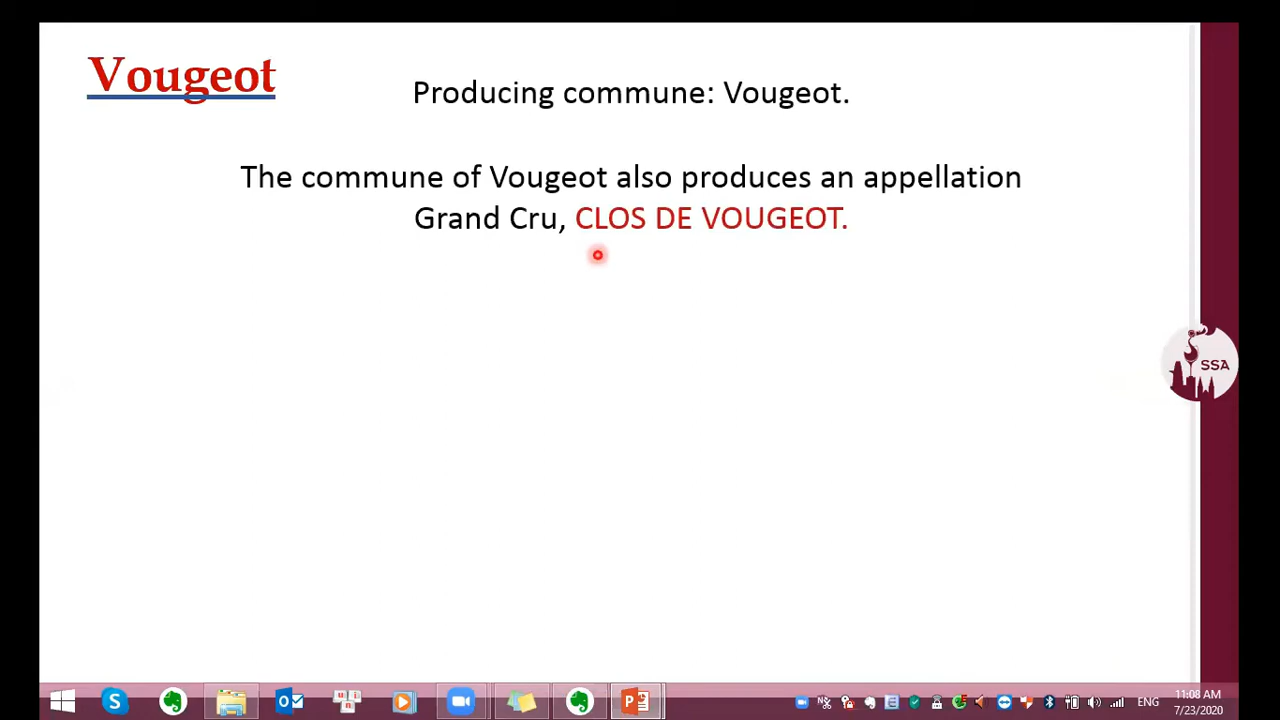 Vougeot
Producing commune: Vougeot.
The commune of Vougeot also produces an appellation
Grand Cru, CLOS DE VOUGEOT.
SSA
ENG
11:08 AM
7/23/2020